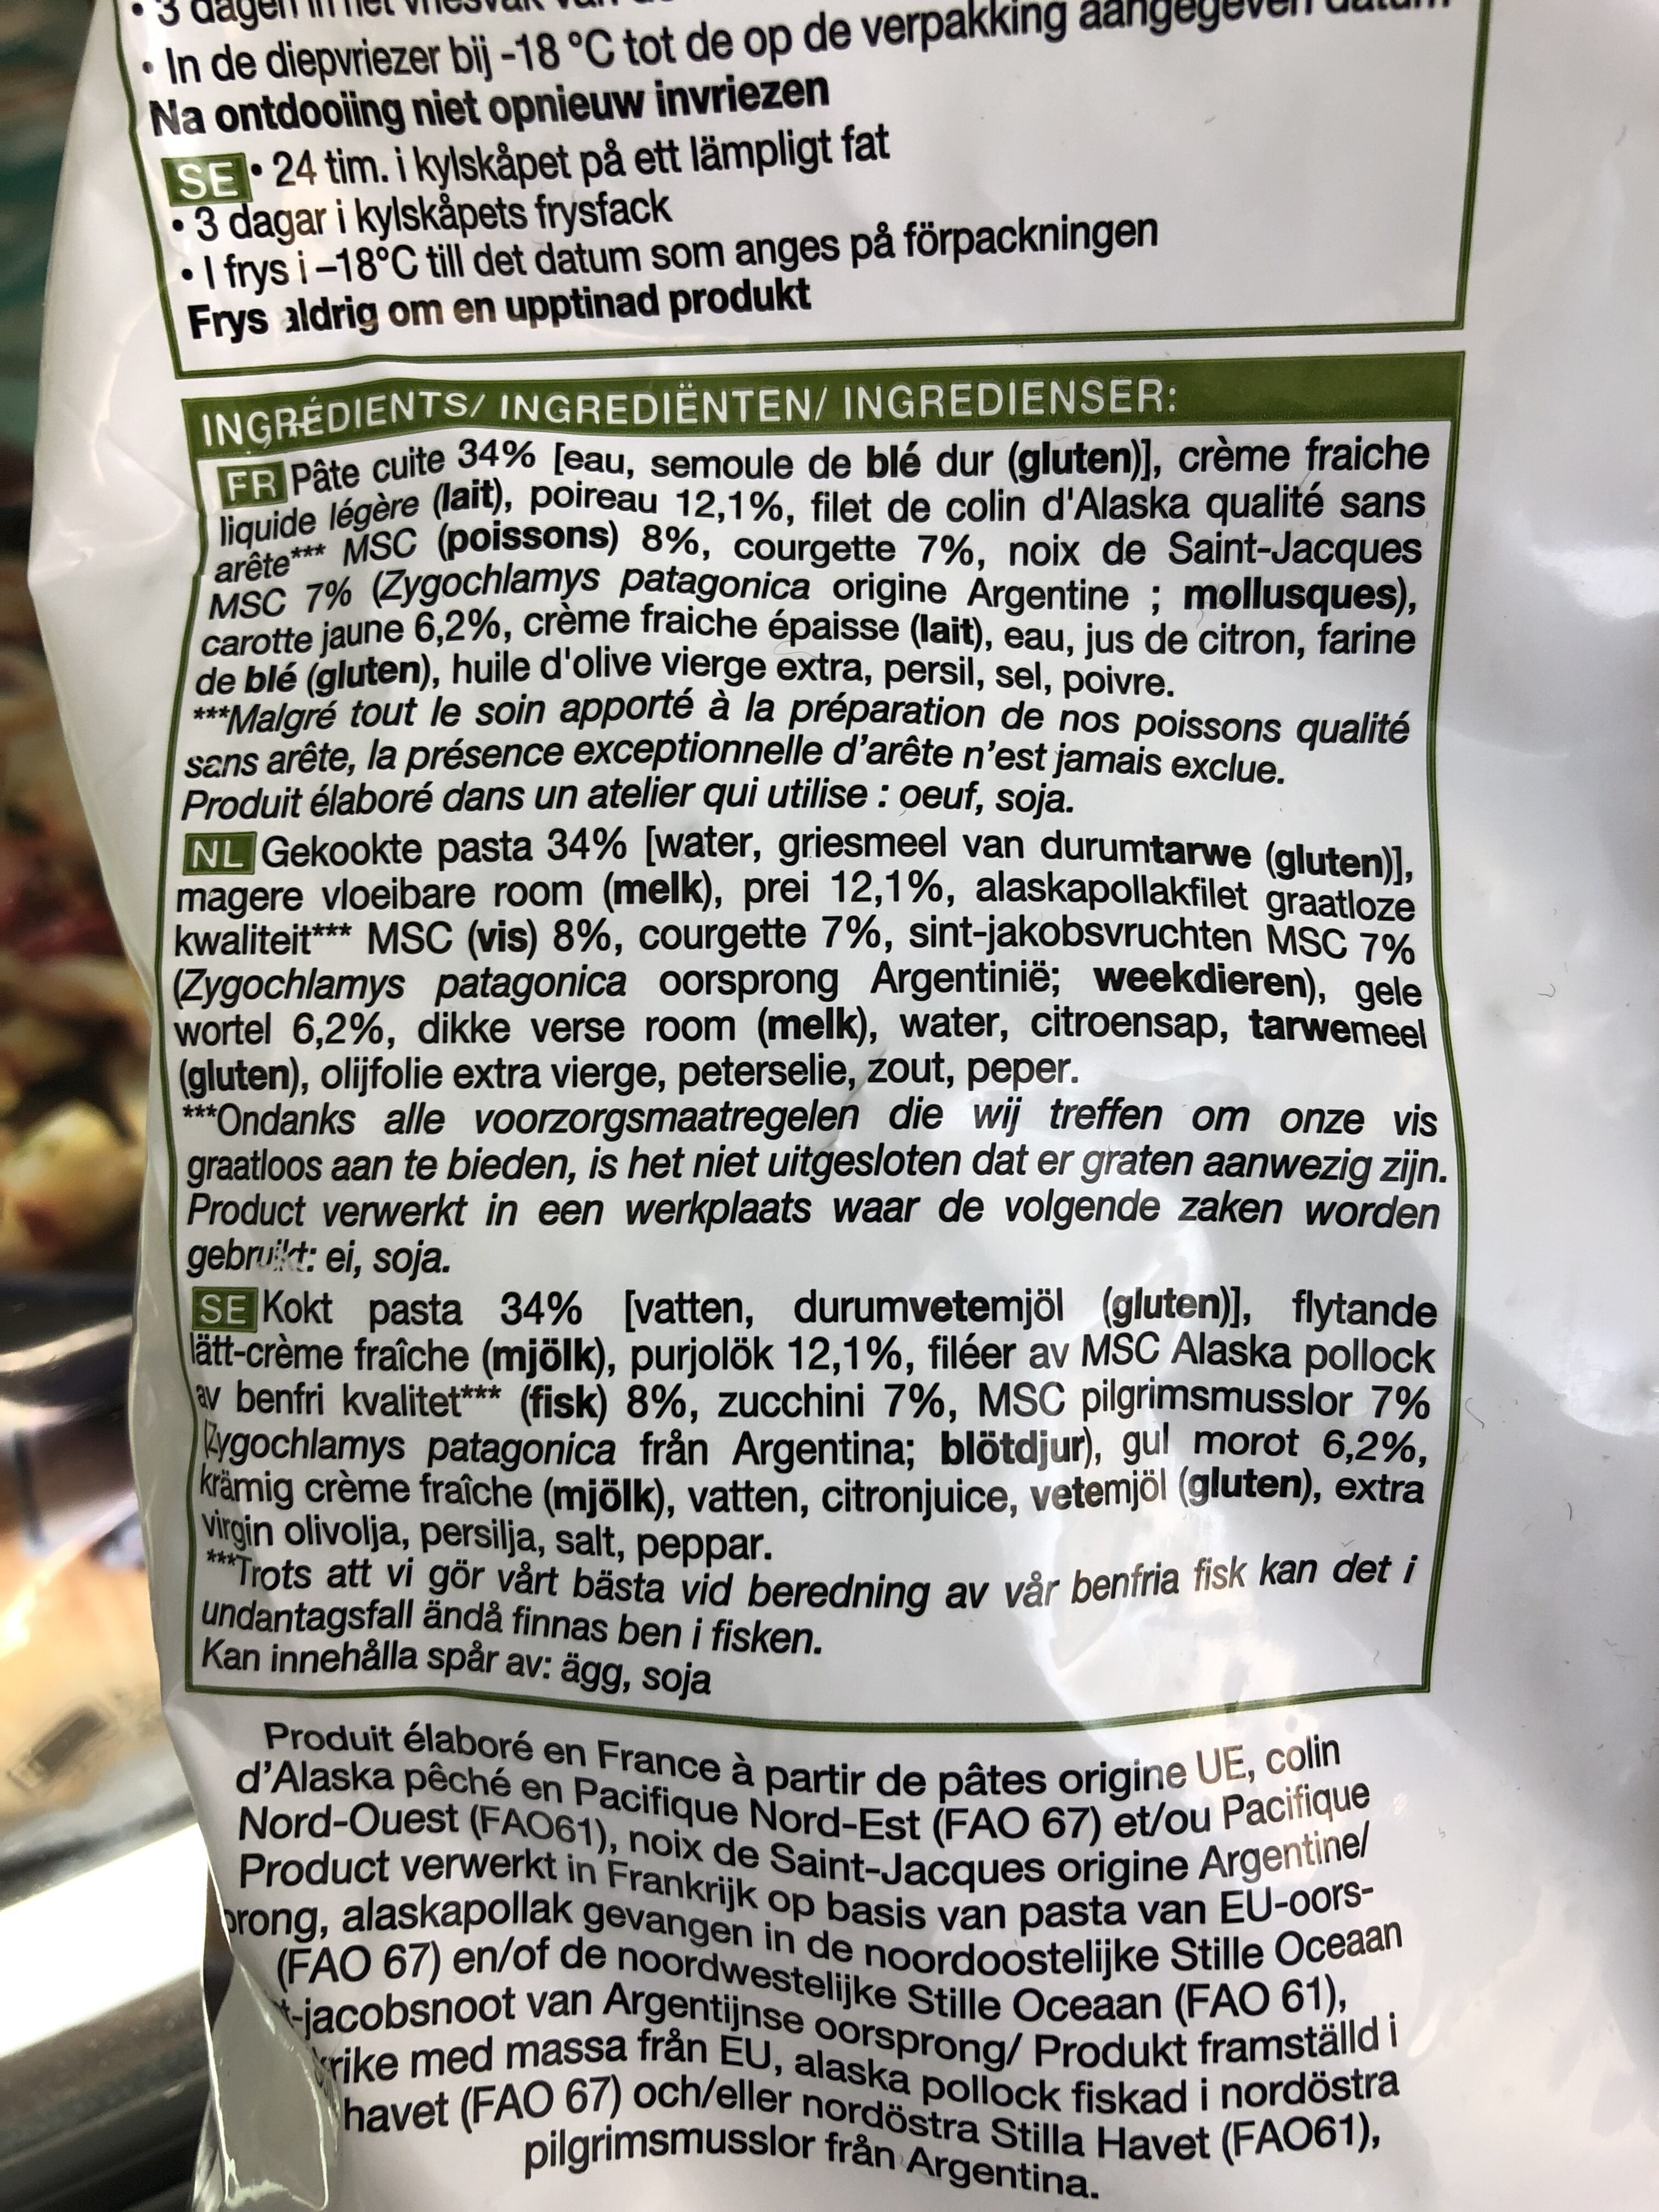 • 3 dagen in het vriesvak van de
• In de diepvriezer bij -18 °C tot de op de verpakking aangegeven datum
Na ontdooiing niet opnieuw invriezen
SE • 24 tim. i kylskåpet på ett lämpligt fat
• 3 dagar i kylskåpets frysfack
• I frys i –18°C till det datum som anges på förpackningen
Frys aldrig om en upptinad produkt
INGRÉDIENTS/ INGREDIËNTEN/ INGREDIENSER:
FR Pâte cuite 34% [eau, semoule de blé dur (gluten)], crème fraiche
liquide légère (lait), poireau 12,1%, filet de colin d'Alaska qualité sans
arête*** MSC (poissons) 8%, courgette 7%, noix de Saint-Jacques
MSC 7% (Zygochlamys patagonica origine Argentine ; mollusques),
carotte jaune 6,2%, crème fraiche épaisse (lait), eau, jus de citron, farine
de blé (gluten), huile d'olive vierge extra, persil, sel, poivre.
***Malgré tout le soin apporté à la préparation de nos poissons qualité
sans arête, la présence exceptionnelle d’arête n’est jamais exclue.
Produit élaboré dans un atelier qui utilise : oeuf, soja.
NL Gekookte pasta 34% [water, griesmeel van durumtarwe (gluten)],
magere vloeibare room (melk), prei 12,1%, alaskapollakfilet graatloze
kwaliteit*** MSC (vis) 8%, courgette 7%, sint-jakobsvruchten MSC 7%
(Zygochlamys patagonica oorsprong Argentinië; weekdieren), gele
wortel 6,2%, dikke verse room (melk), water, citroensap, tarwemeel
(gluten), olijfolie extra vierge, peterselie, zout, peper.
***Ondanks alle voorzorgsmaatregelen die wij treffen om onze vis
graatloos aan te bieden, is het niet uitgesloten dat er graten aanwezig zijn.
Product verwerkt in een werkplaats waar de volgende zaken worden
gebruikt: ei, soja.
SE Kokt pasta 34% [vatten, durumvetemjöl (gluten)], flytande
lätt-crème fraîche (mjölk), purjolök 12,1%, filéer av MSC Alaska pollock
av benfri kvalitet*** (fisk) 8%, zucchini 7%, MSC pilgrimsmusslor 7%
(Zygochlamys patagonica från Argentina; blötdjur), gul morot 6,2%,
krämig crème fraîche (mjölk), vatten, citronjuice, vetemjöl (gluten), extra
virgin olivolja, persilja, salt, peppar.
***Trots att vi gör vårt bästa vid beredning av vår benfria fisk kan det i
undantagsfall ändå finnas ben i fisken.
Kan innehålla spår av: ägg, soja
Produit élaboré en France à partir de pâtes origine UE, colin
d’Alaska pêché en Pacifique Nord-Est (FAO 67) et/ou Pacifique
Nord-Ouest (FAO61), noix de Saint-Jacques origine Argentine/
Product verwerkt in Frankrijk op basis van pasta van EU-oors-
prong, alaskapollak gevangen in de noordoostelijke Stille Oceaan
(FAO 67) en/of de noordwestelijke Stille Oceaan (FAO 61),
-jacobsnoot van Argentijnse oorsprong/ Produkt framställd i
rike med massa från EU, alaska pollock fiskad i nordöstra
havet (FAO 67) och/eller nordöstra Stilla Havet (FAO61),
pilgrimsmusslor från Argentina.